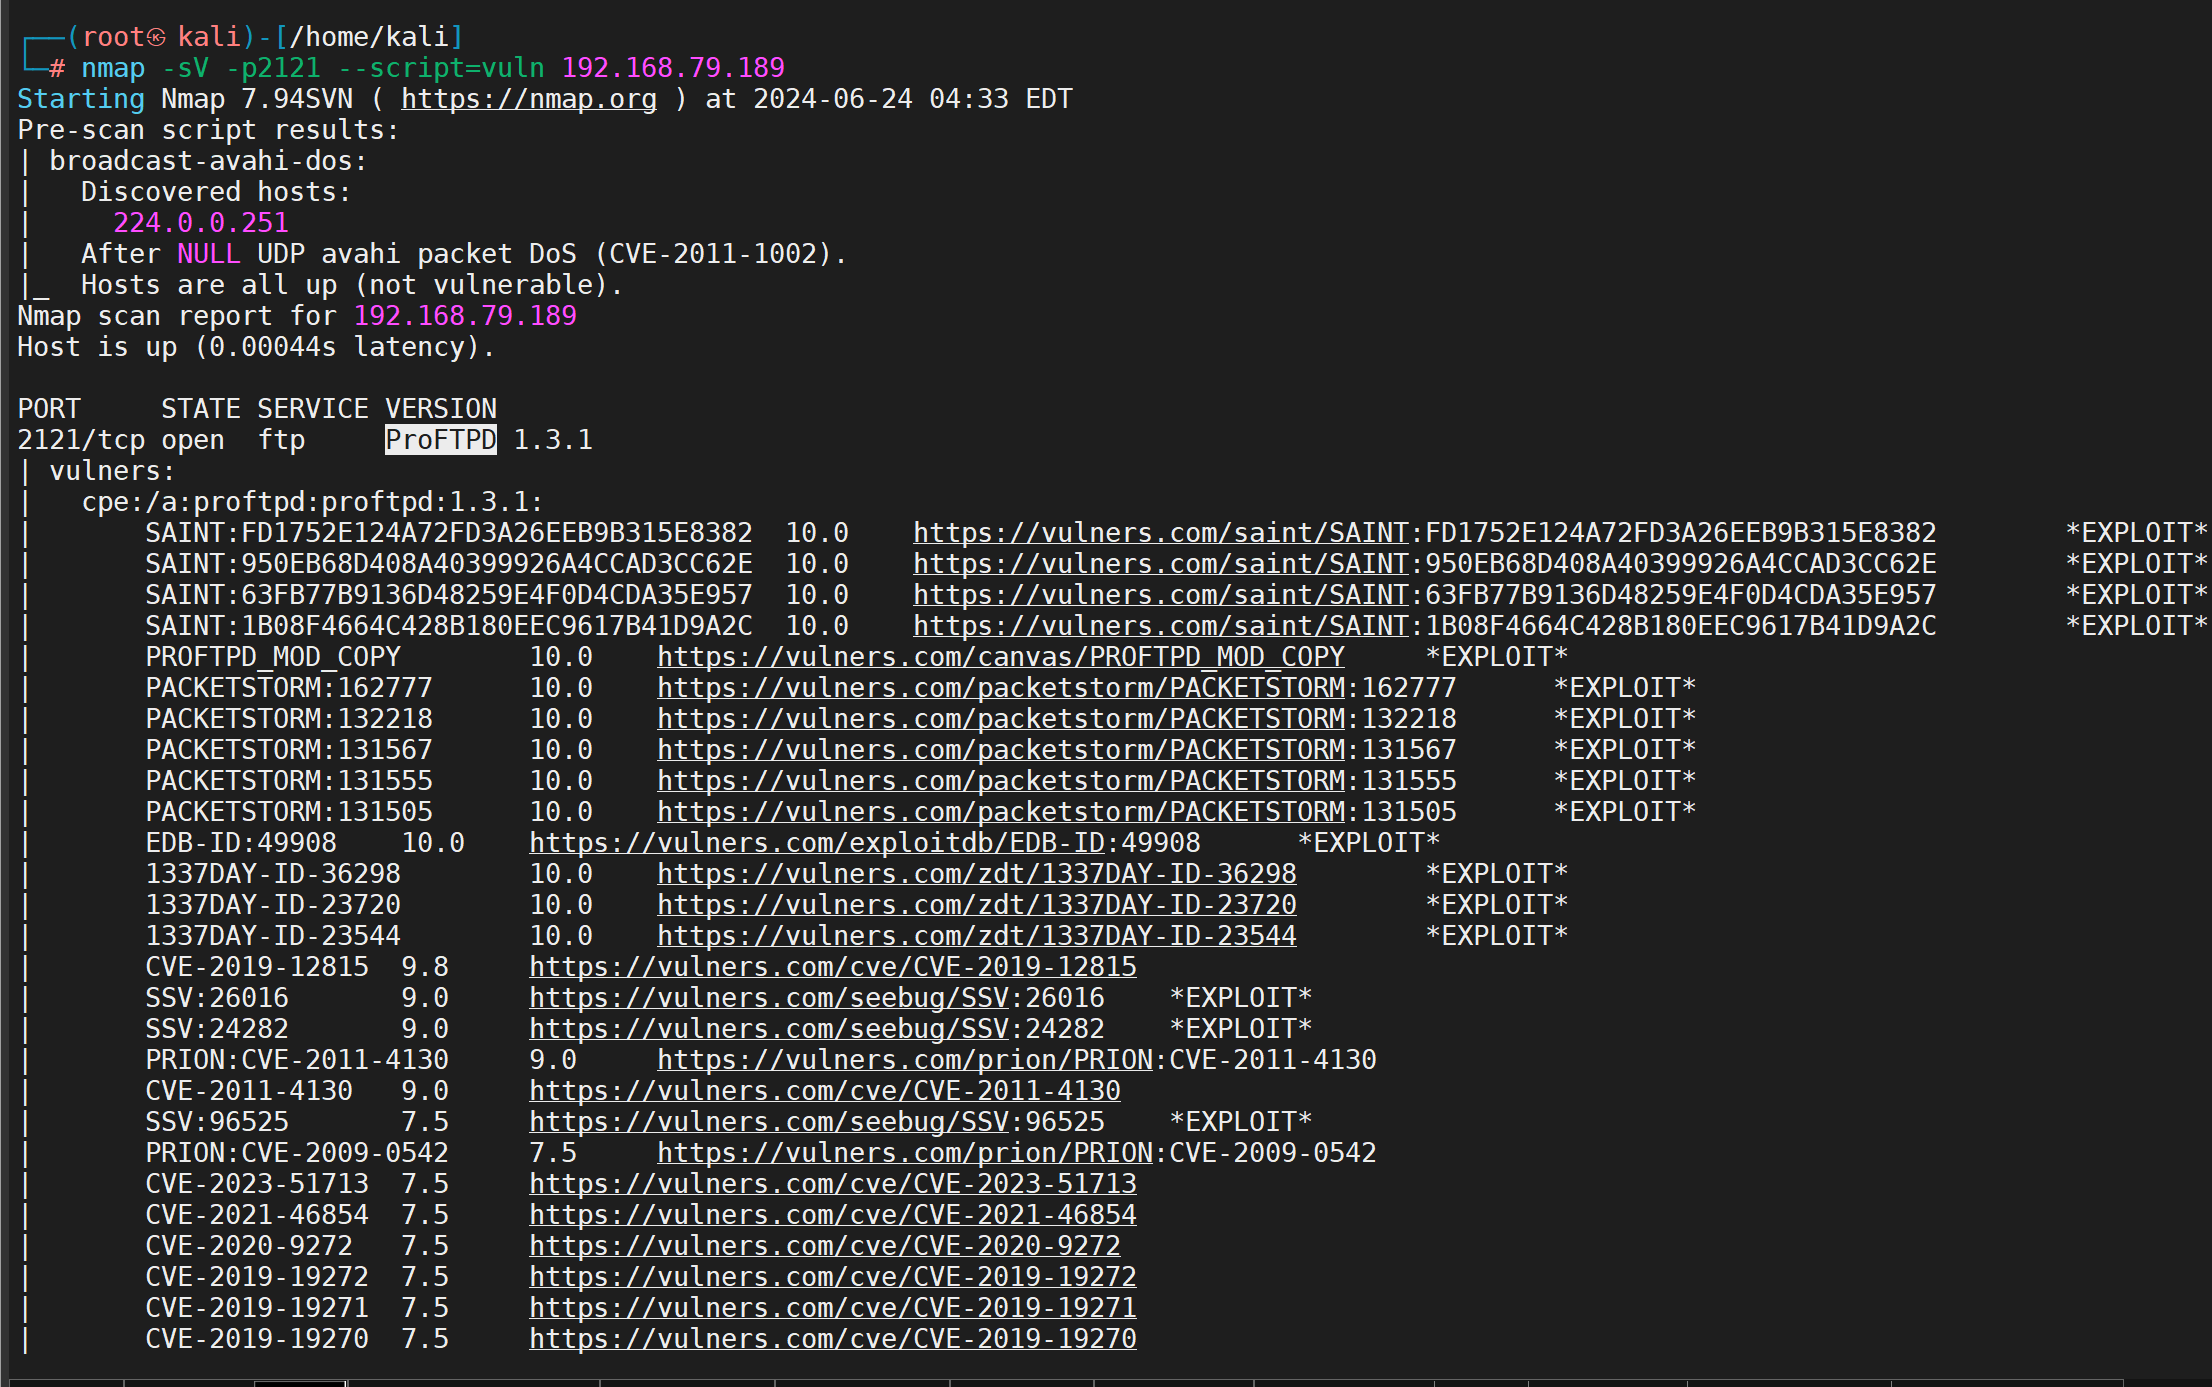 ┌──(root㉿kali)-[/home/kali]
└─# nmap -sV -p2121 --script=vuln 192.168.79.189
Starting Nmap 7.94SVN ( https://nmap.org ) at 2024-06-24 04:33 EDT
Pre-scan script results:
| broadcast-avahi-dos:
|   Discovered hosts:
|     224.0.0.251
|   After NULL UDP avahi packet DoS (CVE-2011-1002).
|_  Hosts are all up (not vulnerable).
Nmap scan report for 192.168.79.189
Host is up (0.00044s latency).
PORT     STATE SERVICE VERSION
2121/tcp open  ftp     ProFTPD 1.3.1
| vulners:
|   cpe:/a:proftpd:proftpd:1.3.1:
|       SAINT:FD1752E124A72FD3A26EEB9B315E8382  10.0    https://vulners.com/saint/SAINT:FD1752E124A72FD3A26EEB9B315E8382        *EXPLOIT*
|       SAINT:950EB68D408A40399926A4CCAD3CC62E  10.0    https://vulners.com/saint/SAINT:950EB68D408A40399926A4CCAD3CC62E        *EXPLOIT*
|       SAINT:63FB77B9136D48259E4F0D4CDA35E957  10.0    https://vulners.com/saint/SAINT:63FB77B9136D48259E4F0D4CDA35E957        *EXPLOIT*
|       SAINT:1B08F4664C428B180EEC9617B41D9A2C  10.0    https://vulners.com/saint/SAINT:1B08F4664C428B180EEC9617B41D9A2C        *EXPLOIT*
|       PROFTPD_MOD_COPY        10.0    https://vulners.com/canvas/PROFTPD_MOD_COPY     *EXPLOIT*
|       PACKETSTORM:162777      10.0    https://vulners.com/packetstorm/PACKETSTORM:162777      *EXPLOIT*
|       PACKETSTORM:132218      10.0    https://vulners.com/packetstorm/PACKETSTORM:132218      *EXPLOIT*
|       PACKETSTORM:131567      10.0    https://vulners.com/packetstorm/PACKETSTORM:131567      *EXPLOIT*
|       PACKETSTORM:131555      10.0    https://vulners.com/packetstorm/PACKETSTORM:131555      *EXPLOIT*
|       PACKETSTORM:131505      10.0    https://vulners.com/packetstorm/PACKETSTORM:131505      *EXPLOIT*
|       EDB-ID:49908    10.0    https://vulners.com/exploitdb/EDB-ID:49908      *EXPLOIT*
|       1337DAY-ID-36298        10.0    https://vulners.com/zdt/1337DAY-ID-36298        *EXPLOIT*
|       1337DAY-ID-23720        10.0    https://vulners.com/zdt/1337DAY-ID-23720        *EXPLOIT*
|       1337DAY-ID-23544        10.0    https://vulners.com/zdt/1337DAY-ID-23544        *EXPLOIT*
|       CVE-2019-12815  9.8     https://vulners.com/cve/CVE-2019-12815
|       SSV:26016       9.0     https://vulners.com/seebug/SSV:26016    *EXPLOIT*
|       SSV:24282       9.0     https://vulners.com/seebug/SSV:24282    *EXPLOIT*
|       PRION:CVE-2011-4130     9.0     https://vulners.com/prion/PRION:CVE-2011-4130
|       CVE-2011-4130   9.0     https://vulners.com/cve/CVE-2011-4130
|       SSV:96525       7.5     https://vulners.com/seebug/SSV:96525    *EXPLOIT*
|       PRION:CVE-2009-0542     7.5     https://vulners.com/prion/PRION:CVE-2009-0542
|       CVE-2023-51713  7.5     https://vulners.com/cve/CVE-2023-51713
|       CVE-2021-46854  7.5     https://vulners.com/cve/CVE-2021-46854
|       CVE-2020-9272   7.5     https://vulners.com/cve/CVE-2020-9272
|       CVE-2019-19272  7.5     https://vulners.com/cve/CVE-2019-19272
|       CVE-2019-19271  7.5     https://vulners.com/cve/CVE-2019-19271
|       CVE-2019-19270  7.5     https://vulners.com/cve/CVE-2019-19270